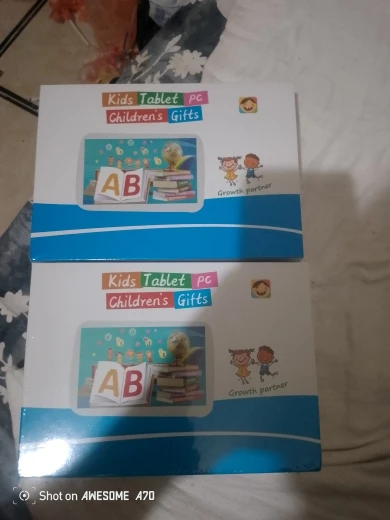 Kids Tablet PC
Children's Gifts
AB
Growth partner
Kids Tablet PC
Children's Gifts
AB
Growth partner
Shot on AWESOME A70